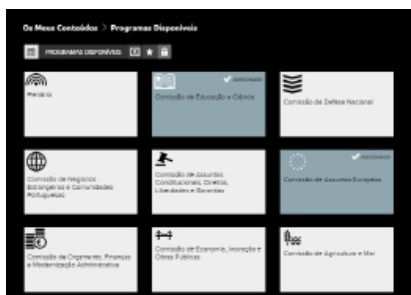 Os Meus Conteúdos > Programas Disponíveis
PROGRAMAS DISPONÍVEIS
Plenário
ADICIONADO
Comissão de Educação e Ciência
Comissão de Defesa Nacional
Comissão de Negócios
Estrangeiros e Comunidades
Portuguesas
Comissão de Assuntos
Constitucionais, Direitos,
Liberdades e Garantias
ADICIONADO
Comissão de Assuntos Europeus
Comissão de Orçamento, Finanças
e Modernização Administrativa
Comissão de Economia, Inovação e
Obras Públicas
Comissão de Agricultura e Mar